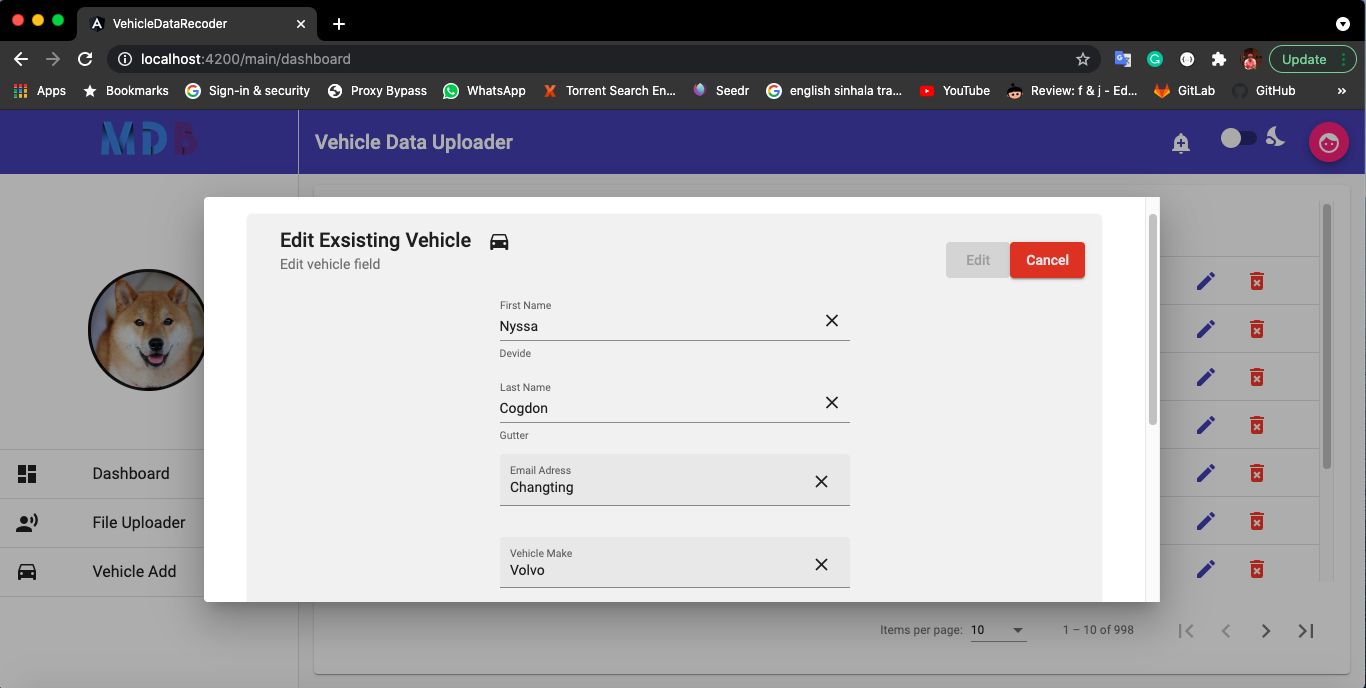 VehicleDataRecoder
localhost:4200/main/dashboard
Update
Apps
Bookmarks
Sign-in & security
Proxy Bypass
WhatsApp
Torrent Search En...
Seedr
english sinhala tra...
YouTube
Review: f & j - Ed...
GitLab
GitHub
»
MDB
Vehicle Data Uploader
Edit Exsisting Vehicle
Edit vehicle field
Edit
Cancel
First Name
Nyssa
Devide
Last Name
Cogdon
Gutter
Email Adress
Changting
Vehicle Make
Volvo
Dashboard
File Uploader
Vehicle Add
Items per page:
10
1 – 10 of 998